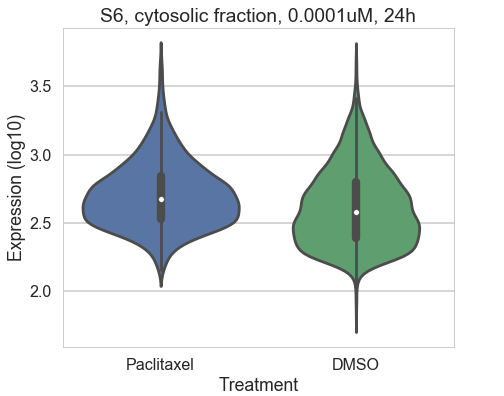 S6, cytosolic fraction, 0.0001uM, 24h
Expression (log10)
3.5
3.0
2.5
2.0
Paclitaxel DMSO
Treatment